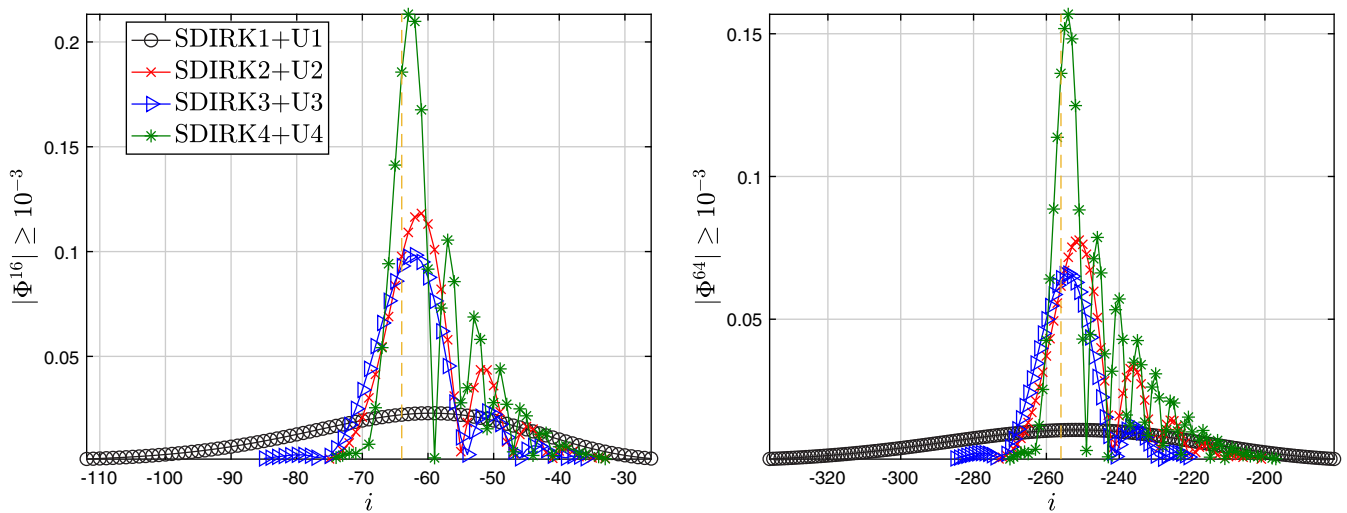 |Φ^16| ≥ 10^−3
0.2
0.15
0.1
0.05
SDIRK1+U1
SDIRK2+U2
SDIRK3+U3
SDIRK4+U4
-110 -100 -90 -80 -70 -60 -50 -40 -30
i
|Φ^64| ≥ 10^−3
0.15
0.1
0.05
-320 -300 -280 -260 -240 -220 -200
i